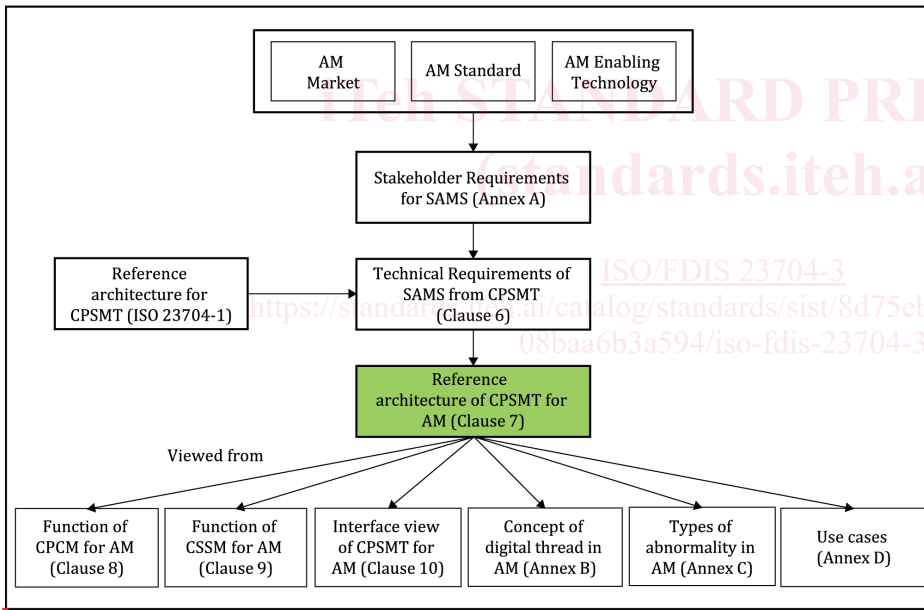 AM
Market
AM Standard
AM Enabling
Technology
iTeh STANDARD PRE
Stakeholder Requirements
for SAMS (Annex A)
(standards.iteh.a
Reference
architecture for
CPSMT (ISO 23704-1)
Technical Requirements of
SAMS from CPSMT
(Clause 6)
ISO/FDIS 23704-3
https://standards.iteh.ai/catalog/standards/sist/8d75eb
08baa6b3a594/iso-fdis-23704-3
Reference
architecture of CPSMT for
AM (Clause 7)
Viewed from
Function of
CPCM for AM
(Clause 8)
Function of
CSSM for AM
(Clause 9)
Interface view
of CPSMT for
AM (Clause 10)
Concept of
digital thread in
AM (Annex B)
Types of
abnormality in
AM (Annex C)
Use cases
(Annex D)